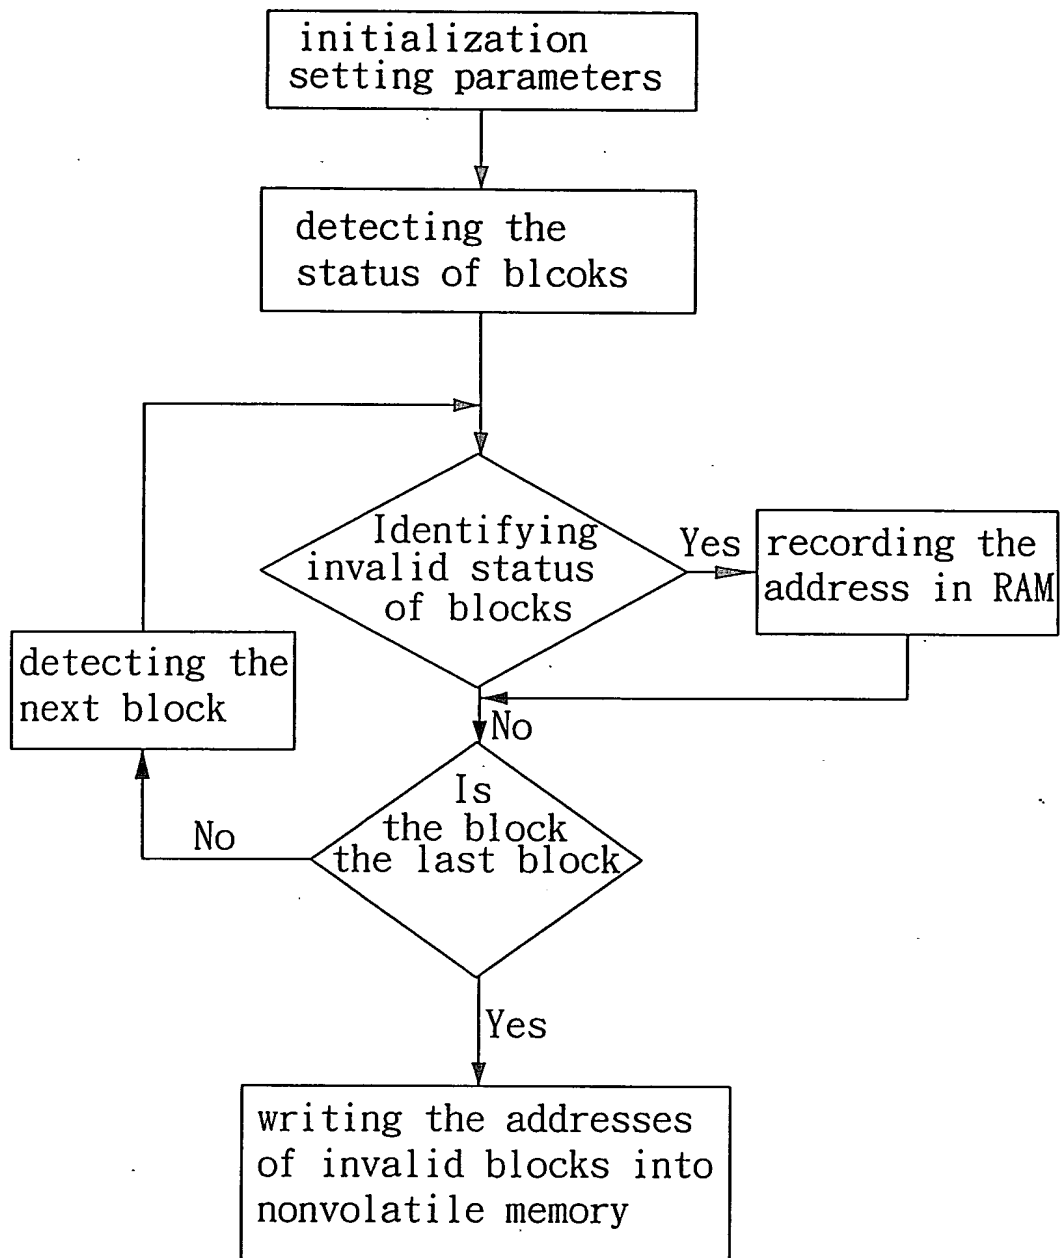 initialization
setting parameters
detecting the
status of blcoks
Identifying
invalid status
of blocks
Yes
recording the
address in RAM
detecting the
next block
No
Is
the block
the last block
No
Yes
writing the addresses
of invalid blocks into
nonvolatile memory